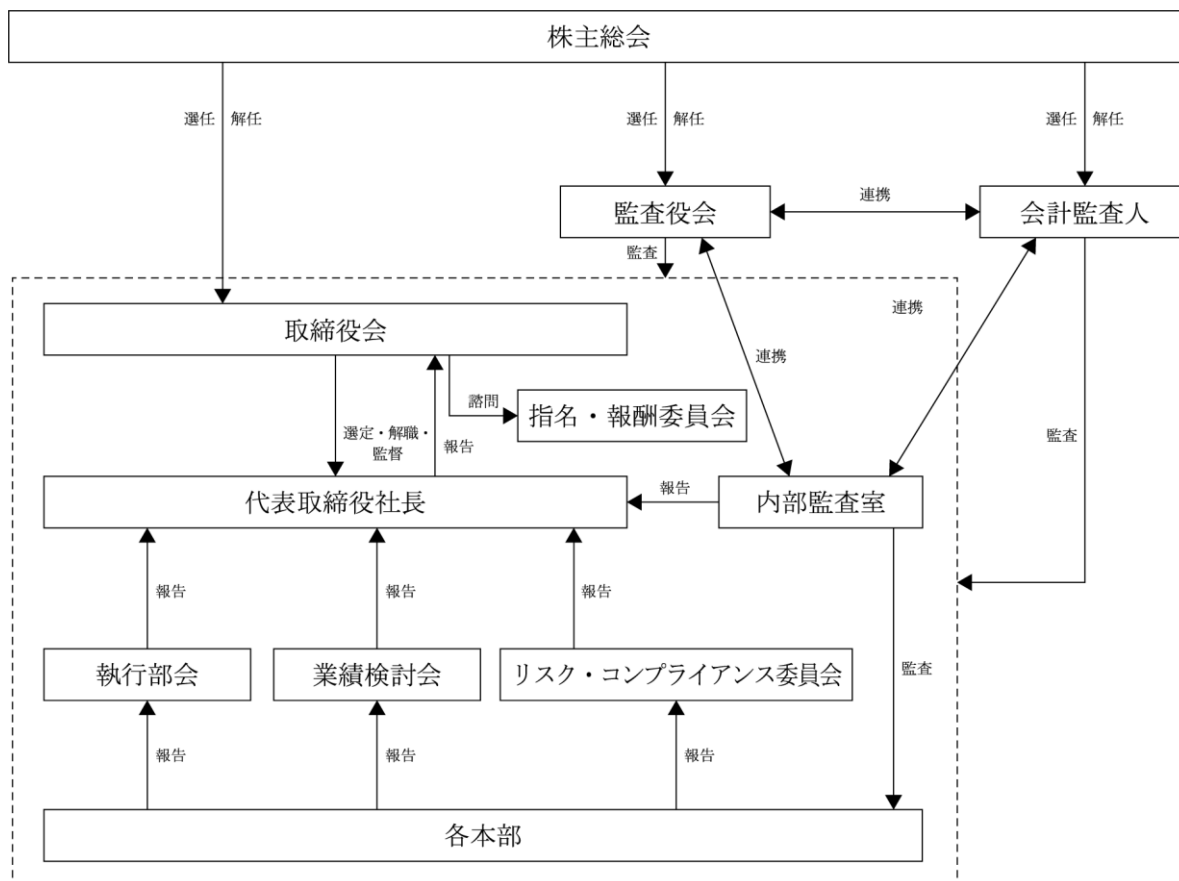 株主総会
選任 解任
選任 解任
選任 解任
監査役会
連携
会計監査人
監査
取締役会
連携
連携
諮問
指名・報酬委員会
選定・解職・
監督
報告
監査
代表取締役社長
報告
内部監査室
報告
報告
報告
執行部会
業績検討会
リスク・コンプライアンス委員会
監査
報告
報告
報告
各本部